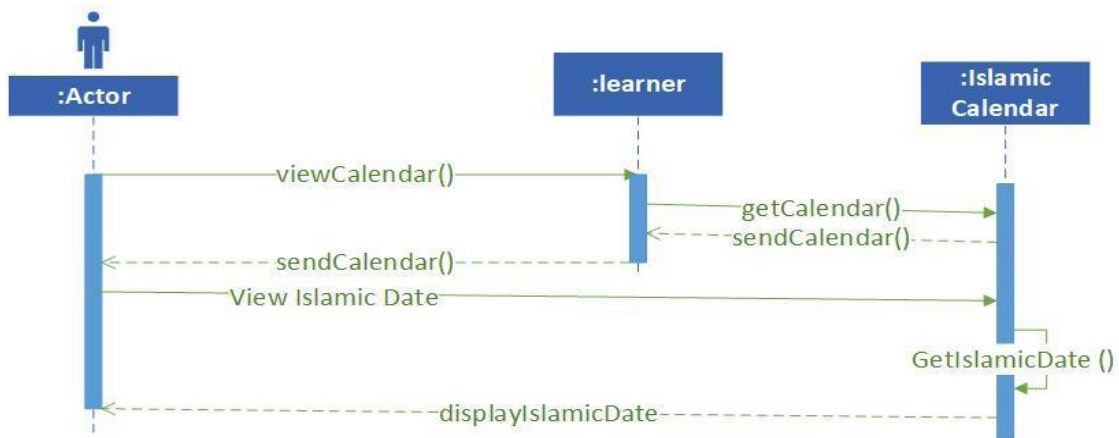 :Actor
:learner
:Islamic
Calendar
viewCalendar()
getCalendar()
sendCalendar()
sendCalendar()
View Islamic Date
GetIslamicDate ()
displayIslamicDate